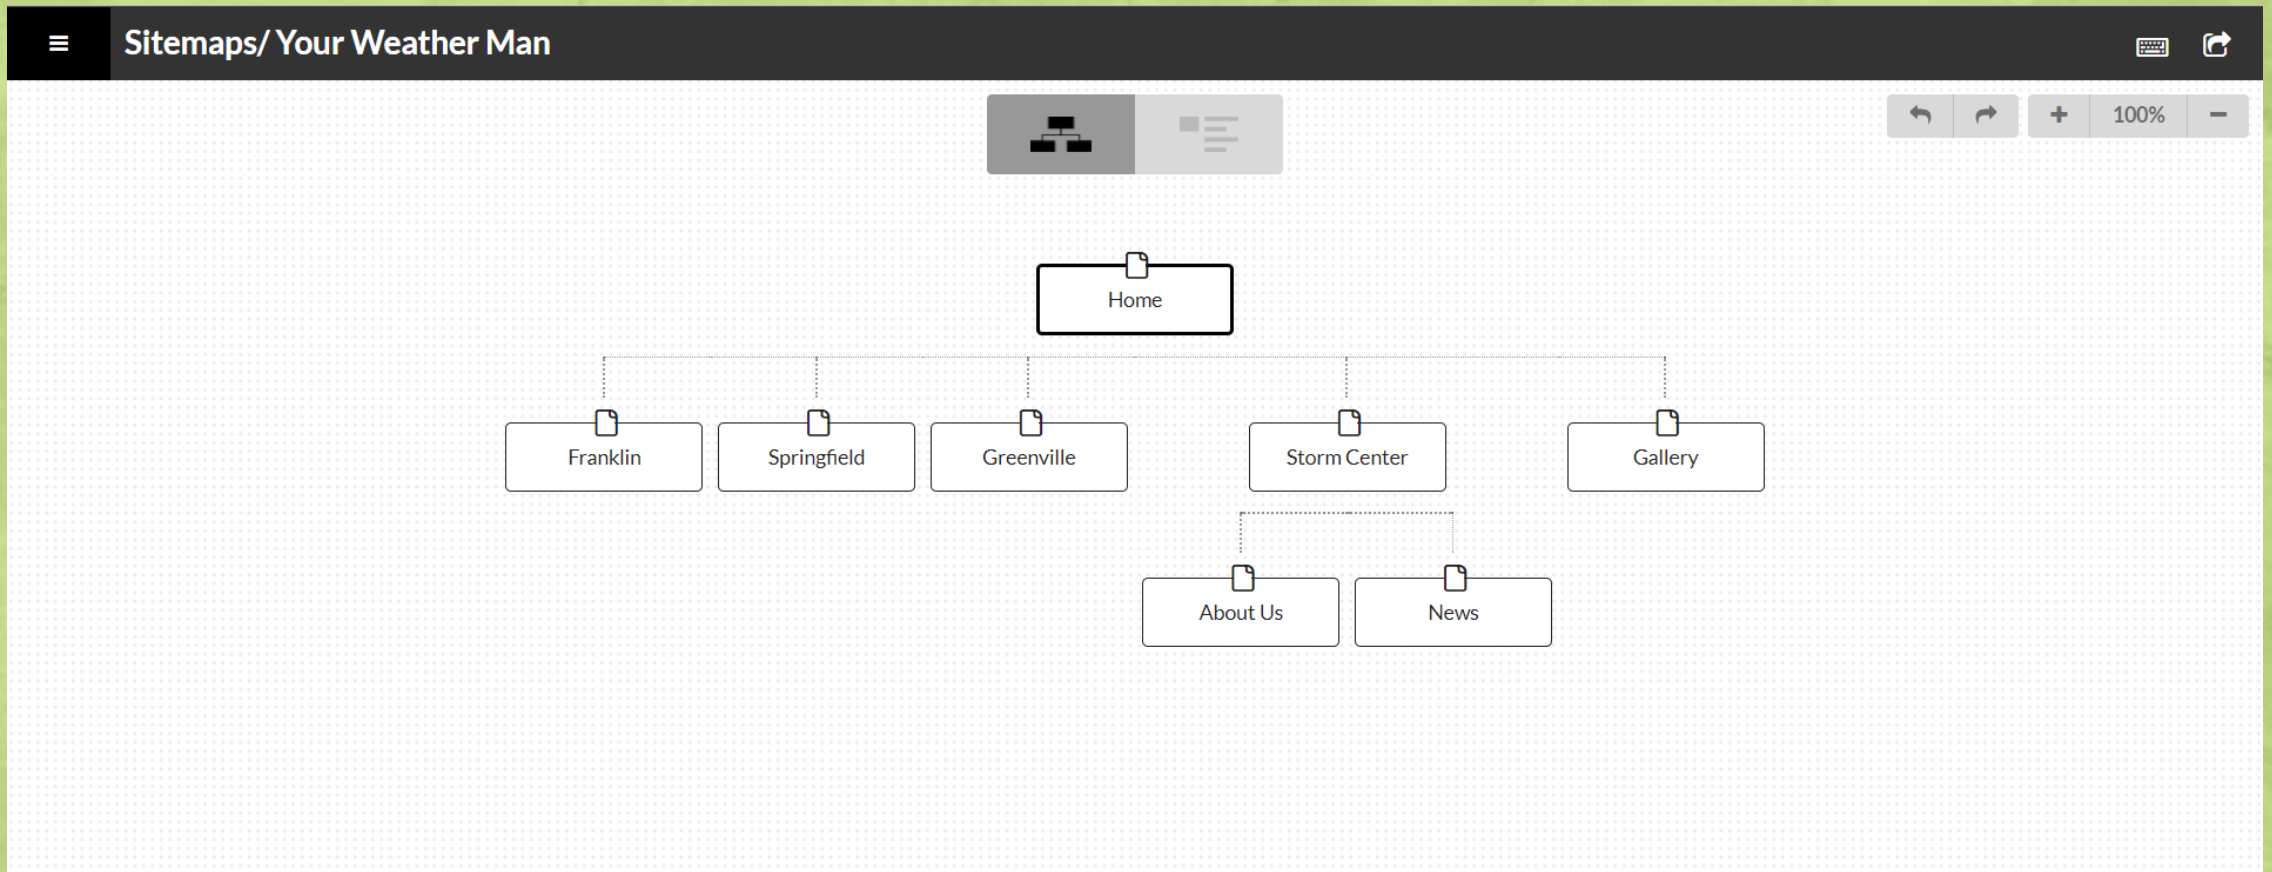 Sitemaps/ Your Weather Man
100%
Home
Franklin
Springfield
Greenville
Storm Center
Gallery
About Us
News